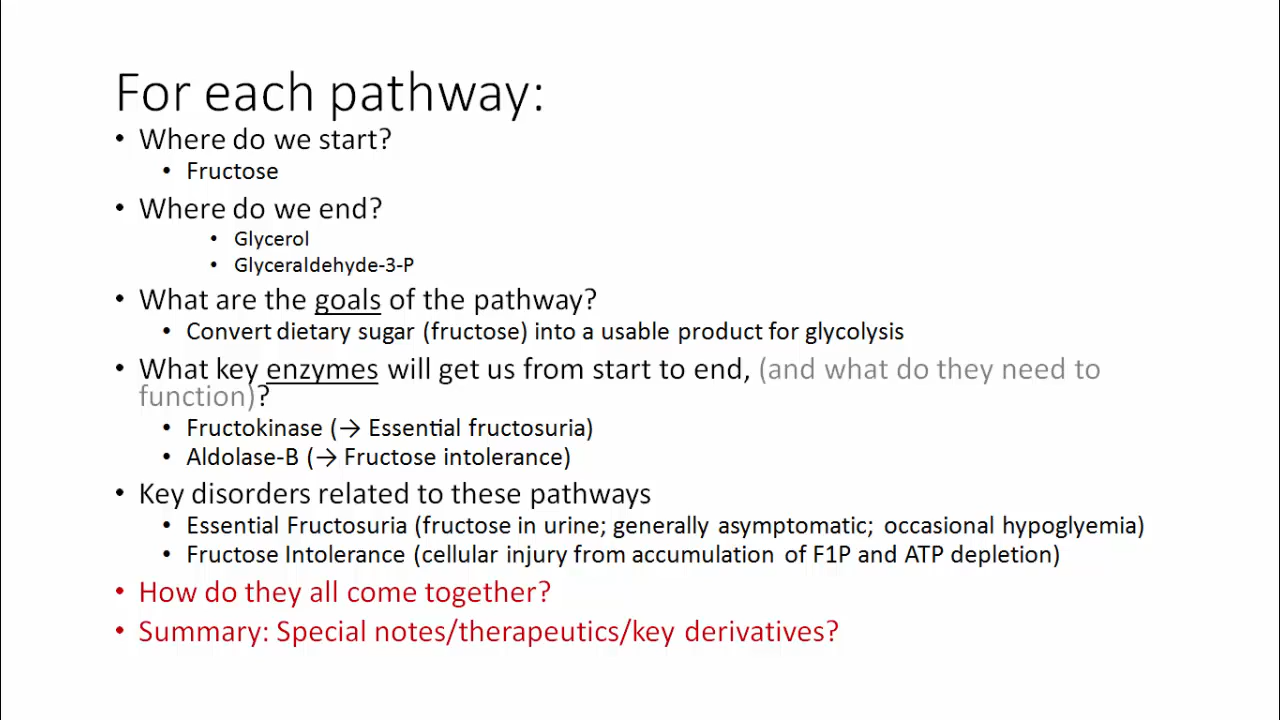 For each pathway:
• Where do we start?
• Fructose
• Where do we end?
• Glycerol
• Glyceraldehyde-3-P
• What are the goals of the pathway?
• Convert dietary sugar (fructose) into a usable product for glycolysis
• What key enzymes will get us from start to end, (and what do they need to
function)?
• Fructokinase (→ Essential fructosuria)
• Aldolase-B (→ Fructose intolerance)
• Key disorders related to these pathways
• Essential Fructosuria (fructose in urine; generally asymptomatic; occasional hypoglyemia)
• Fructose Intolerance (cellular injury from accumulation of F1P and ATP depletion)
• How do they all come together?
• Summary: Special notes/therapeutics/key derivatives?